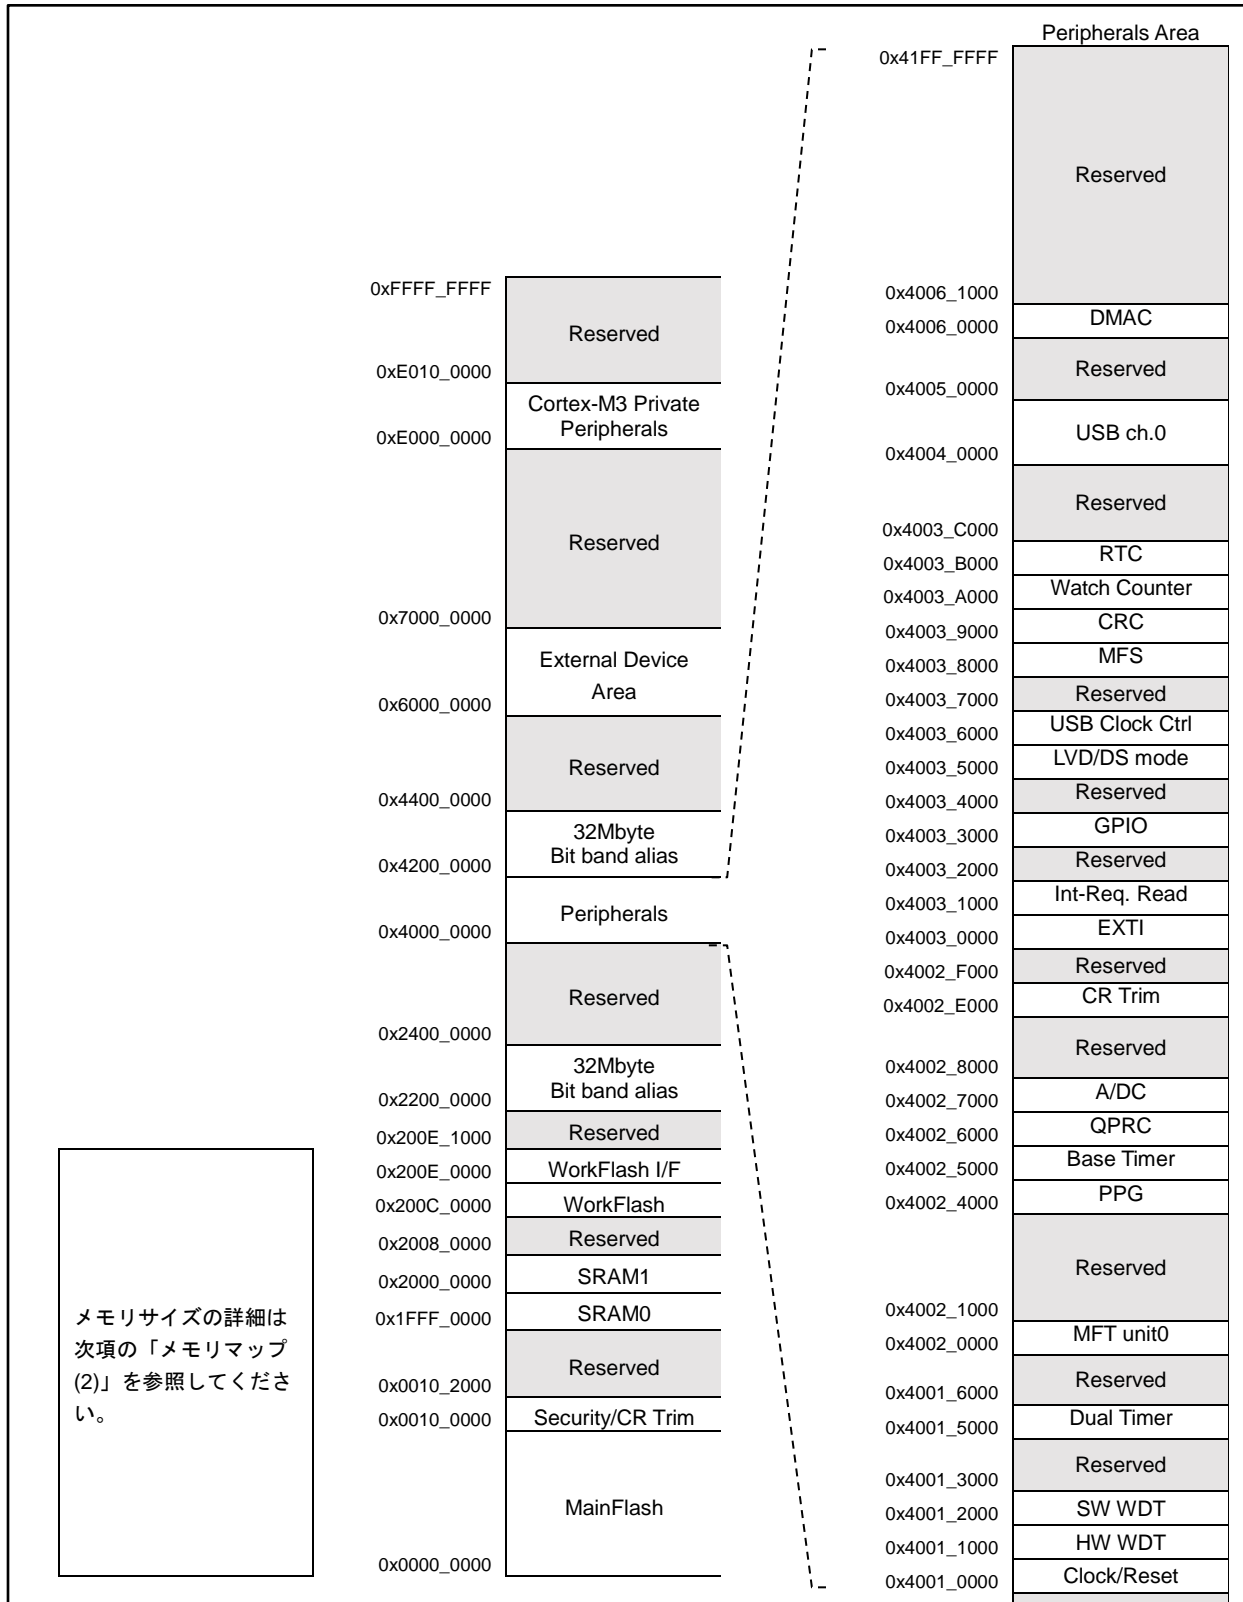 Peripherals Area
0x41FF_FFFF
Reserved
0x4006_1000
DMAC
0x4006_0000
Reserved
0x4005_0000
USB ch.0
0x4004_0000
Reserved
0x4003_C000
RTC
0x4003_B000
Watch Counter
0x4003_A000
CRC
0x4003_9000
MFS
0x4003_8000
Reserved
0x4003_7000
USB Clock Ctrl
0x4003_6000
LVD/DS mode
0x4003_5000
Reserved
0x4003_4000
GPIO
0x4003_3000
Reserved
0x4003_2000
Int-Req. Read
0x4003_1000
EXTI
0x4003_0000
Reserved
0x4002_F000
CR Trim
0x4002_E000
Reserved
0x4002_8000
A/DC
0x4002_7000
QPRC
0x4002_6000
Base Timer
0x4002_5000
PPG
0x4002_4000
Reserved
0x4002_1000
MFT unit0
0x4002_0000
Reserved
0x4001_6000
Dual Timer
0x4001_5000
Reserved
0x4001_3000
SW WDT
0x4001_2000
HW WDT
0x4001_1000
Clock/Reset
0x4001_0000
0xFFFF_FFFF
Reserved
0xE010_0000
Cortex-M3 Private
Peripherals
0xE000_0000
Reserved
0x7000_0000
External Device
Area
0x6000_0000
Reserved
0x4400_0000
32Mbyte
Bit band alias
0x4200_0000
Peripherals
0x4000_0000
Reserved
0x2400_0000
32Mbyte
Bit band alias
0x2200_0000
Reserved
0x200E_1000
WorkFlash I/F
0x200E_0000
WorkFlash
0x200C_0000
Reserved
0x2008_0000
SRAM1
0x2000_0000
SRAM0
0x1FFF_0000
Reserved
0x0010_2000
Security/CR Trim
0x0010_0000
MainFlash
0x0000_0000
メモリサイズの詳細は
次項の「メモリマップ
(2)」を参照してくださ
い。